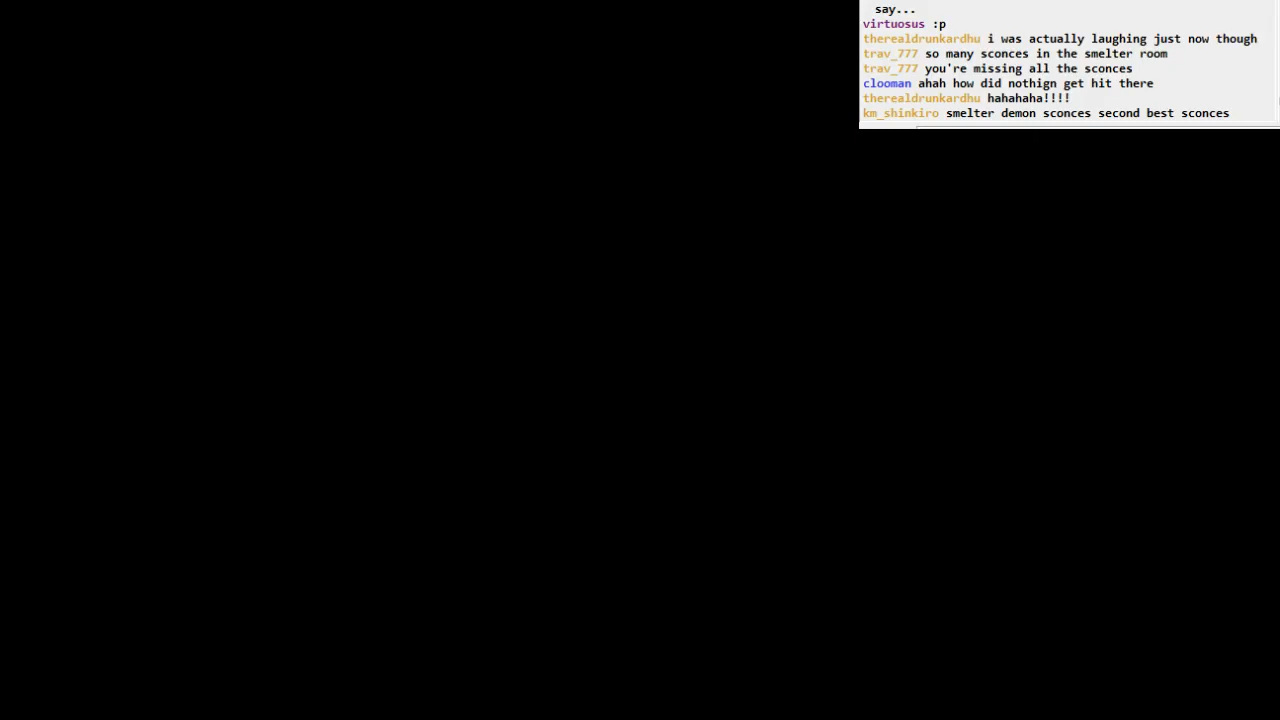 say...
virtuosus :p
therealdrunkardhu i was actually laughing just now though
trav_777 so many sconces in the smelter room
trav_777 you're missing all the sconces
clooman ahah how did nothign get hit there
therealdrunkardhu hahahaha!!!!
km_shinkiro smelter demon sconces second best sconces